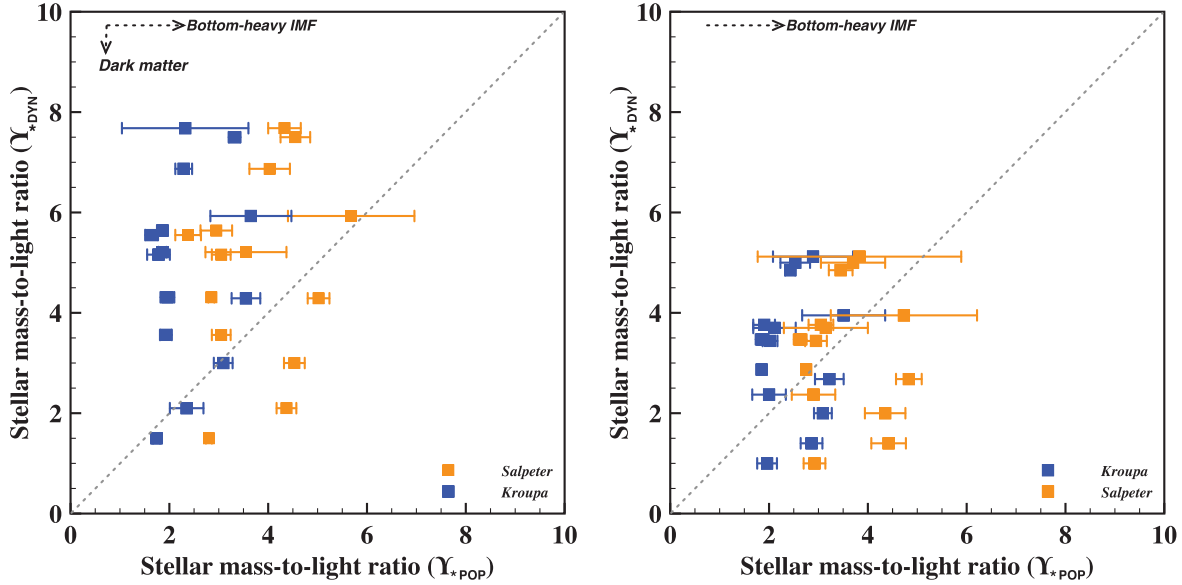 10
8
6
4
2
0
0
2
4
6
8
10
Stellar mass-to-light ratio (ϒ*DYN)
Stellar mass-to-light ratio (ϒ*POP)
Bottom-heavy IMF
Dark matter
Salpeter
Kroupa
10
8
6
4
2
0
0
2
4
6
8
10
Stellar mass-to-light ratio (ϒ*DYN)
Stellar mass-to-light ratio (ϒ*POP)
Bottom-heavy IMF
Kroupa
Salpeter